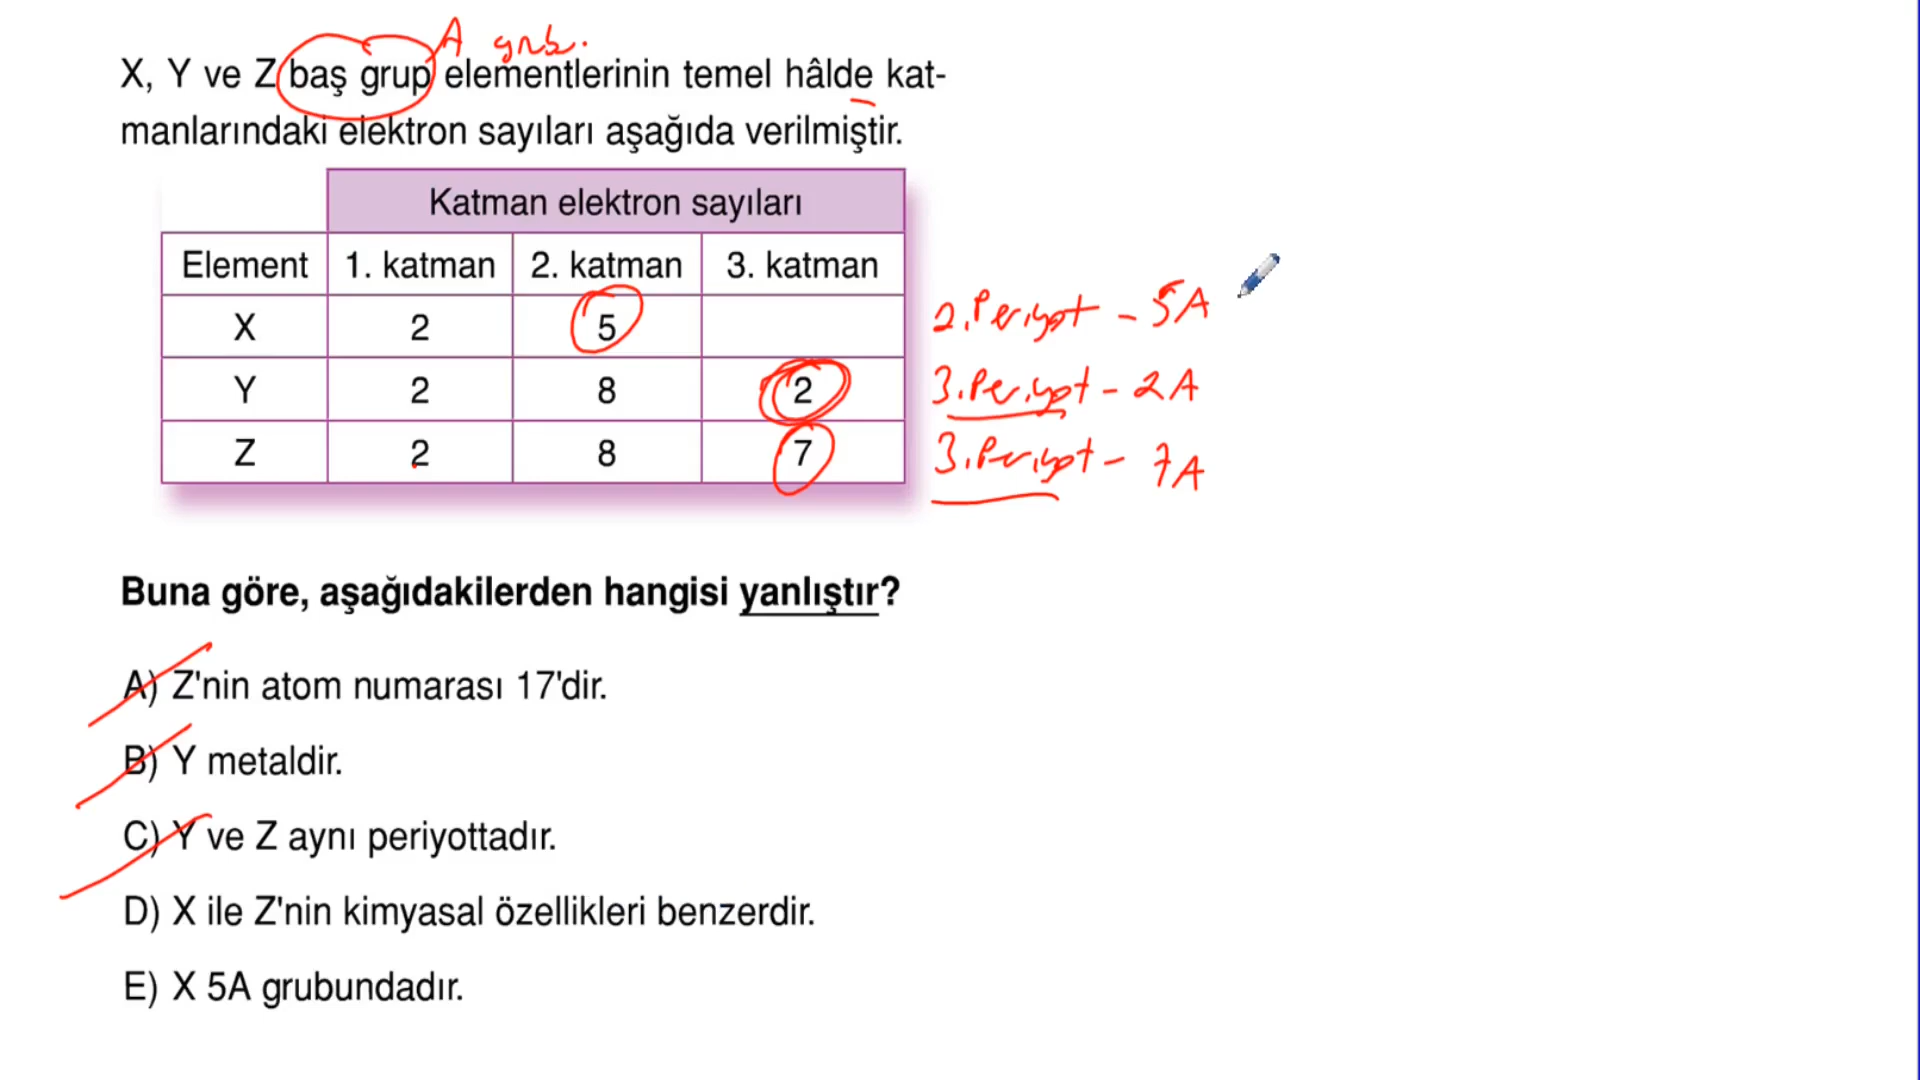 A grub.
X, Y ve Z baş grup elementlerinin temel hâlde kat-
manlarındaki elektron sayıları aşağıda verilmiştir.
Katman elektron sayıları
Element 1. katman 2. katman 3. katman
X 2 5 2.Periyot - 5A
Y 2 8 2 3.Periyot - 2A
Z 2 8 7 3.Periyot - 7A
Buna göre, aşağıdakilerden hangisi yanlıştır?
A) Z'nin atom numarası 17'dir.
B) Y metaldir.
C) Y ve Z aynı periyottadır.
D) X ile Z'nin kimyasal özellikleri benzerdir.
E) X 5A grubundadır.